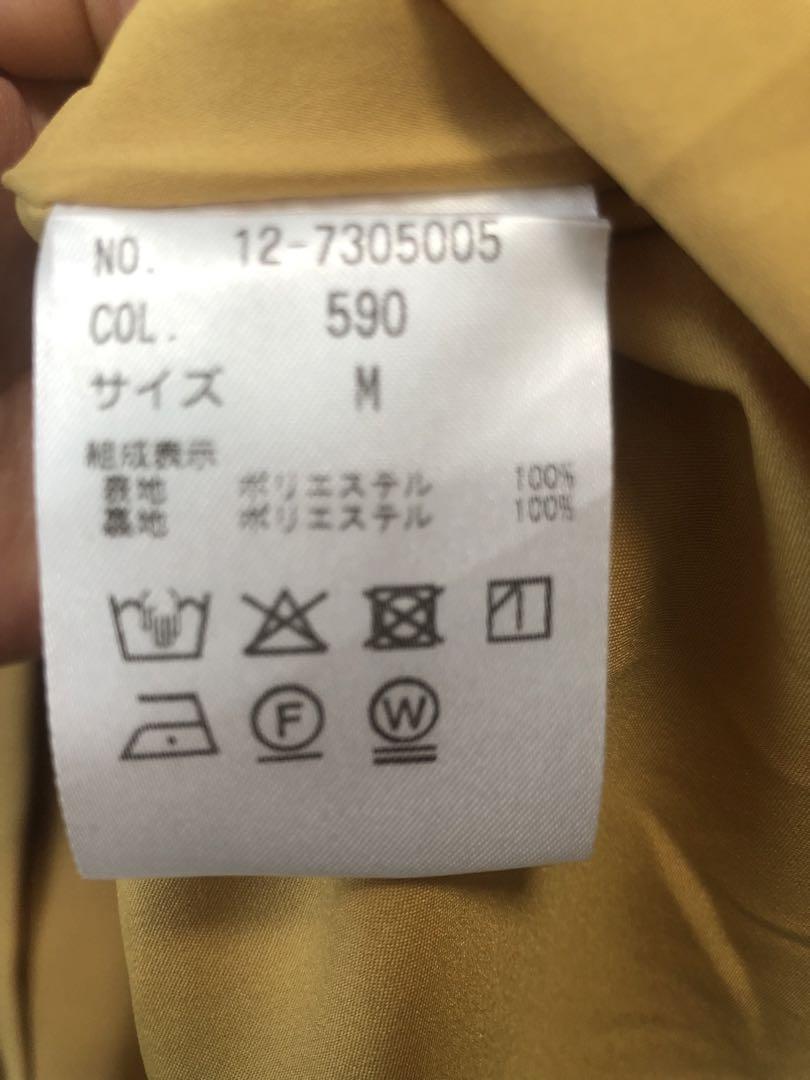 NO. 12-7305005
COL. 590
サイズ M
組成表示
表地 ポリエステル 100%
裏地 ポリエステル 100%
F
W